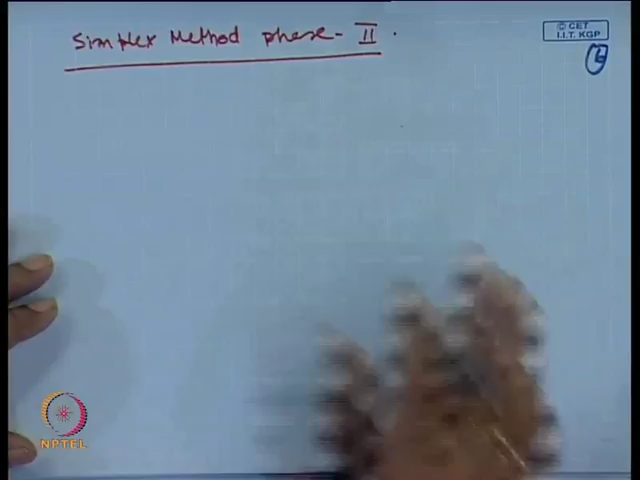 Simplex Method phase - II .
© CET
I.I.T. KGP
NPTEL